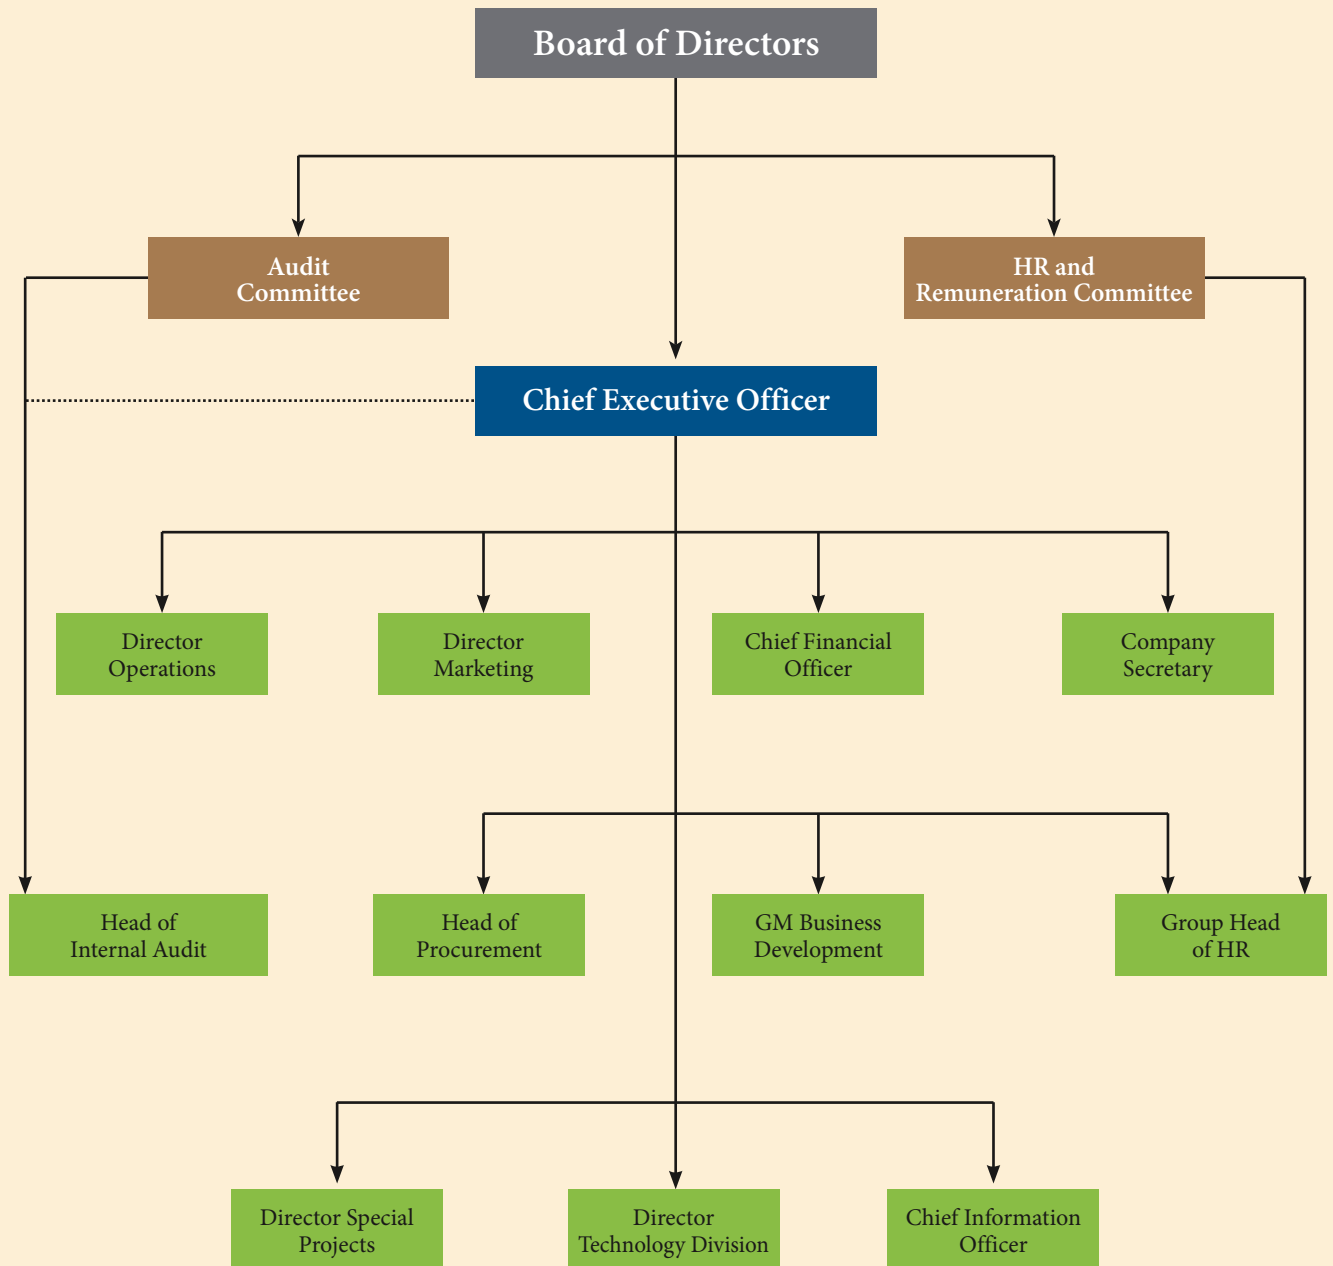 Board of Directors
Audit
Committee
HR and
Remuneration Committee
Chief Executive Officer
Director
Operations
Director
Marketing
Chief Financial
Officer
Company
Secretary
Head of
Internal Audit
Head of
Procurement
GM Business
Development
Group Head
of HR
Director Special
Projects
Director
Technology Division
Chief Information
Officer